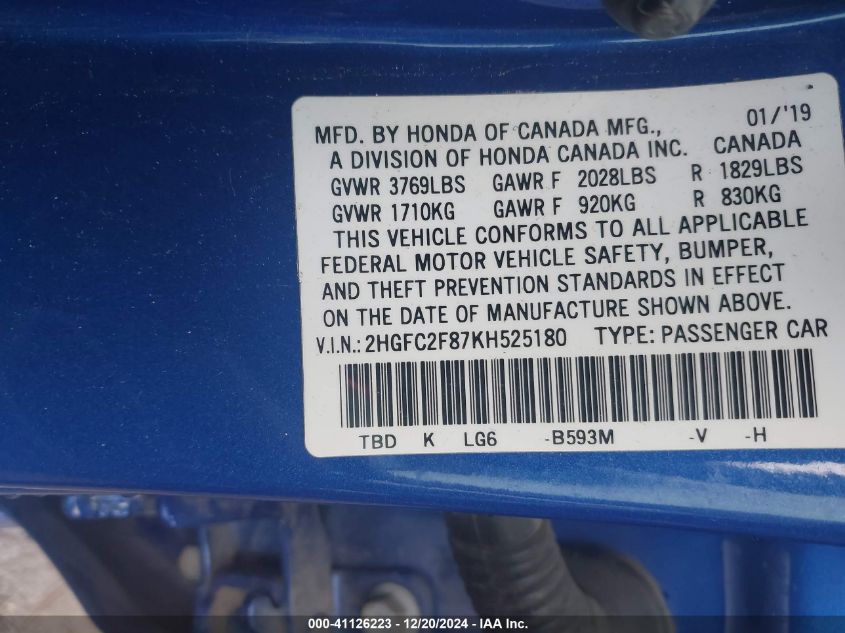 MFD. BY HONDA OF CANADA MFG., 01/'19
A DIVISION OF HONDA CANADA INC. CANADA
GVWR 3769LBS GAWR F 2028LBS R 1829LBS
GVWR 1710KG GAWR F 920KG R 830KG
THIS VEHICLE CONFORMS TO ALL APPLICABLE
FEDERAL MOTOR VEHICLE SAFETY, BUMPER,
AND THEFT PREVENTION STANDARDS IN EFFECT
ON THE DATE OF MANUFACTURE SHOWN ABOVE.
V.I.N.: 2HGFC2F87KH525180 TYPE: PASSENGER CAR
TBD K LG6 -B593M -V -H
000-41126223 - 12/20/2024 - IAA Inc.